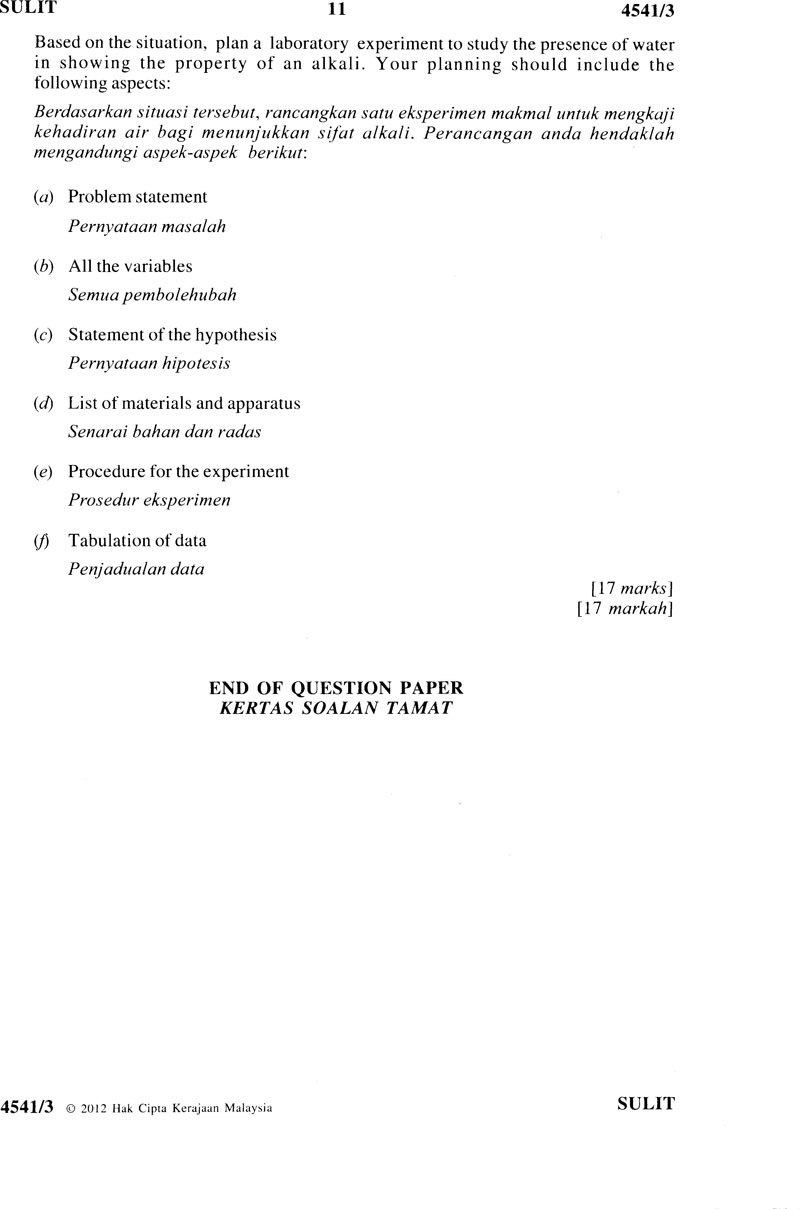 SULIT 11 4541/3
Based on the situation, plan a laboratory experiment to study the presence of water
in showing the property of an alkali. Your planning should include the
following aspects:
Berdasarkan situasi tersebut, rancangkan satu eksperimen makmal untuk mengkaji
kehadiran air bagi menunjukkan sifat alkali. Perancangan anda hendaklah
mengandungi aspek-aspek berikut:
(a) Problem statement
Pernyataan masalah
(b) All the variables
Semua pembolehubah
(c) Statement of the hypothesis
Pernyataan hipotesis
(d) List of materials and apparatus
Senarai bahan dan radas
(e) Procedure for the experiment
Prosedur eksperimen
(f) Tabulation of data
Penjadualan data
[17 marks]
[17 markah]
END OF QUESTION PAPER
KERTAS SOALAN TAMAT
4541/3 © 2012 Hak Cipta Kerajaan Malaysia SULIT